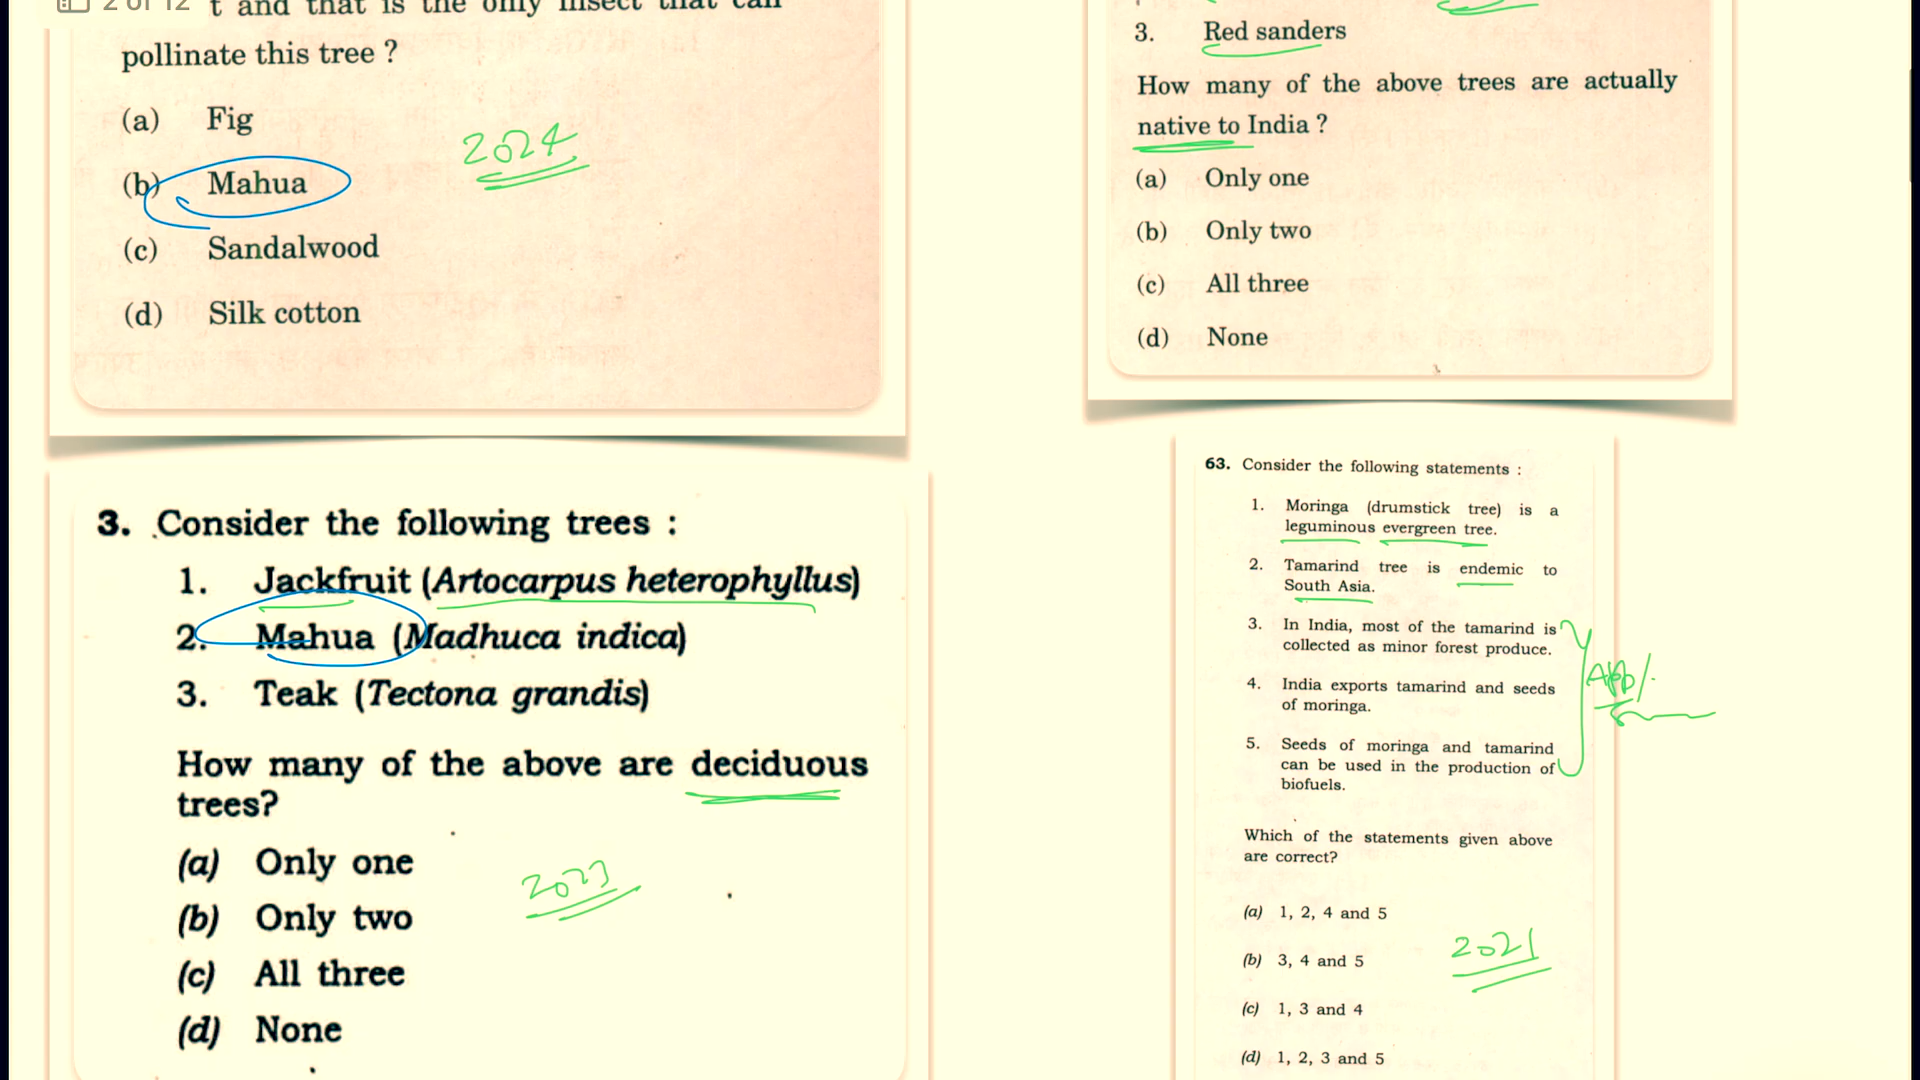 2 of 12
t and that is the only insect that can
pollinate this tree ?
(a) Fig
(b) Mahua
(c) Sandalwood
(d) Silk cotton
2024
3. Red sanders
How many of the above trees are actually
native to India ?
(a) Only one
(b) Only two
(c) All three
(d) None
3. Consider the following trees :
1. Jackfruit (Artocarpus heterophyllus)
2. Mahua (Madhuca indica)
3. Teak (Tectona grandis)
How many of the above are deciduous
trees?
(a) Only one
(b) Only two
(c) All three
(d) None
2023
63. Consider the following statements :
1. Moringa (drumstick tree) is a
leguminous evergreen tree.
2. Tamarind tree is endemic to
South Asia.
3. In India, most of the tamarind is
collected as minor forest produce.
4. India exports tamarind and seeds
of moringa.
5. Seeds of moringa and tamarind
can be used in the production of
biofuels.
Which of the statements given above
are correct?
(a) 1, 2, 4 and 5
(b) 3, 4 and 5
(c) 1, 3 and 4
(d) 1, 2, 3 and 5
2021